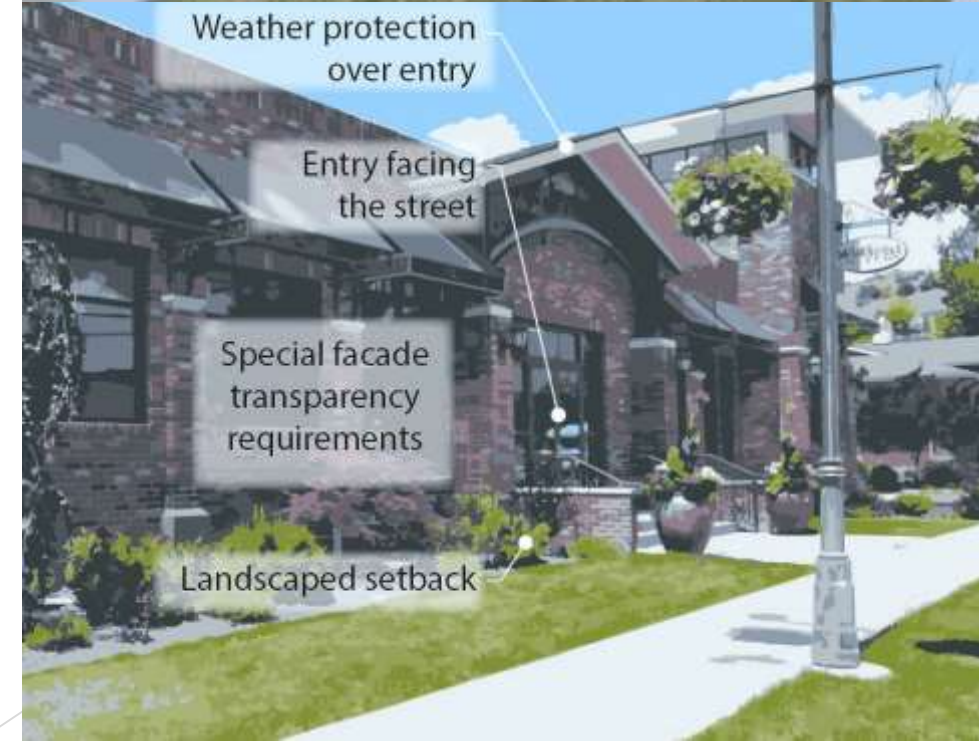 Weather protection
over entry
Entry facing
the street
Special facade
transparency
requirements
Landscaped setback